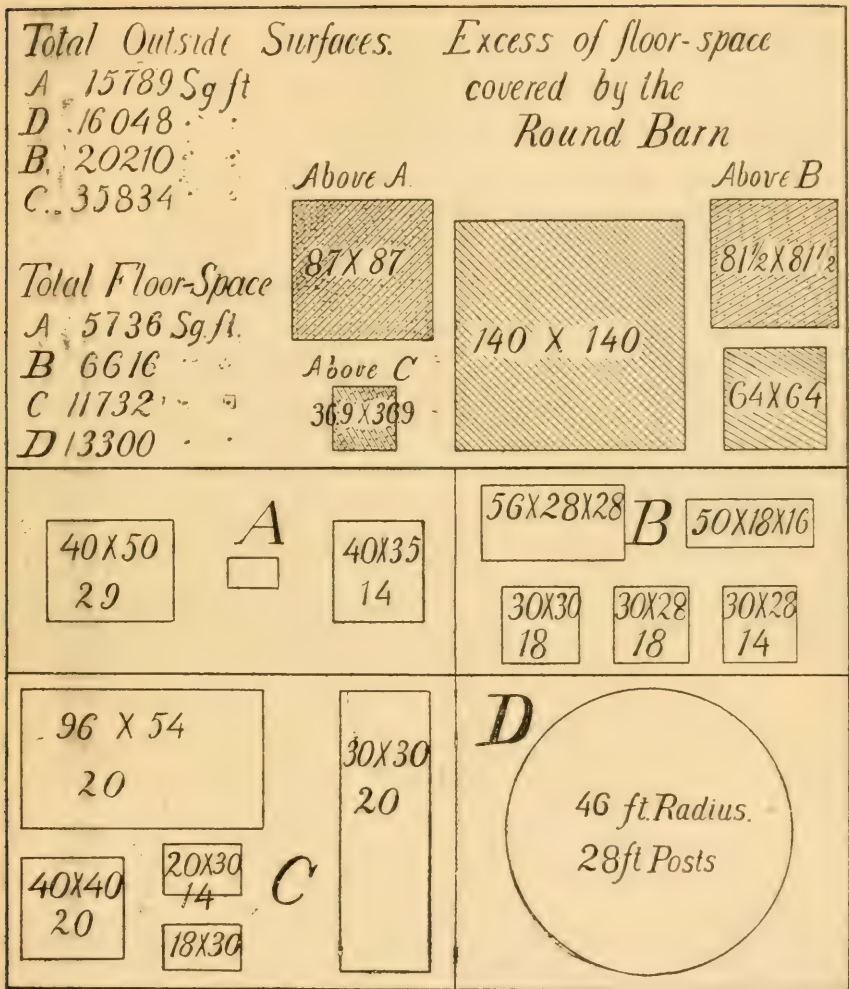 Total Outside Surfaces.
A 15789 Sq ft
D 16048 " "
B. 20210 " "
C. 35834 " "
Total Floor-Space
A 5736 Sq.ft.
B 6616 " "
C 11732 " "
D 13300 " "
Excess of floor-space
covered by the
Round Barn
Above A
87X87
Above C
36.9X36.9
140 X 140
Above B
81½X81½
64X64
A
40X50
29
40X35
14
B
56X28X28
50X18X16
30X30
18
30X28
18
30X28
14
96 X 54
20
30X30
20
40X40
20
20X30
14
18X30
C
D
46 ft. Radius.
28ft Posts